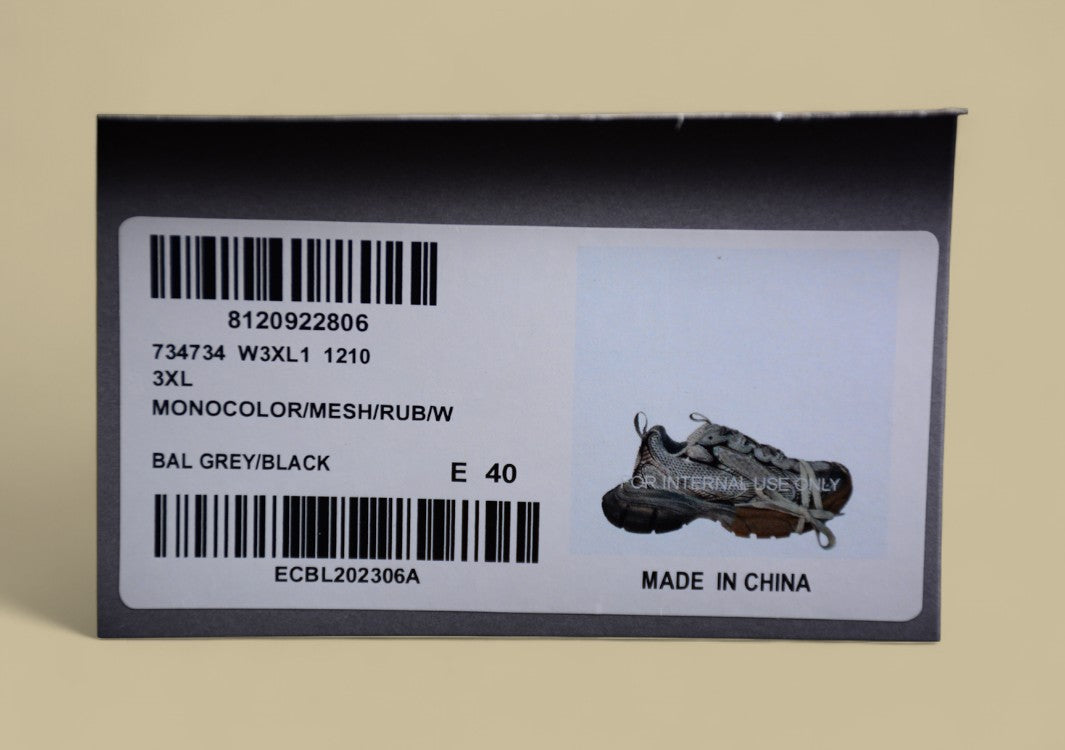 8120922806
734734 W3XL1 1210
3XL
MONOCOLOR/MESH/RUB/W
BAL GREY/BLACK
E 40
ECBL202306A
FOR INTERNAL USE ONLY
MADE IN CHINA